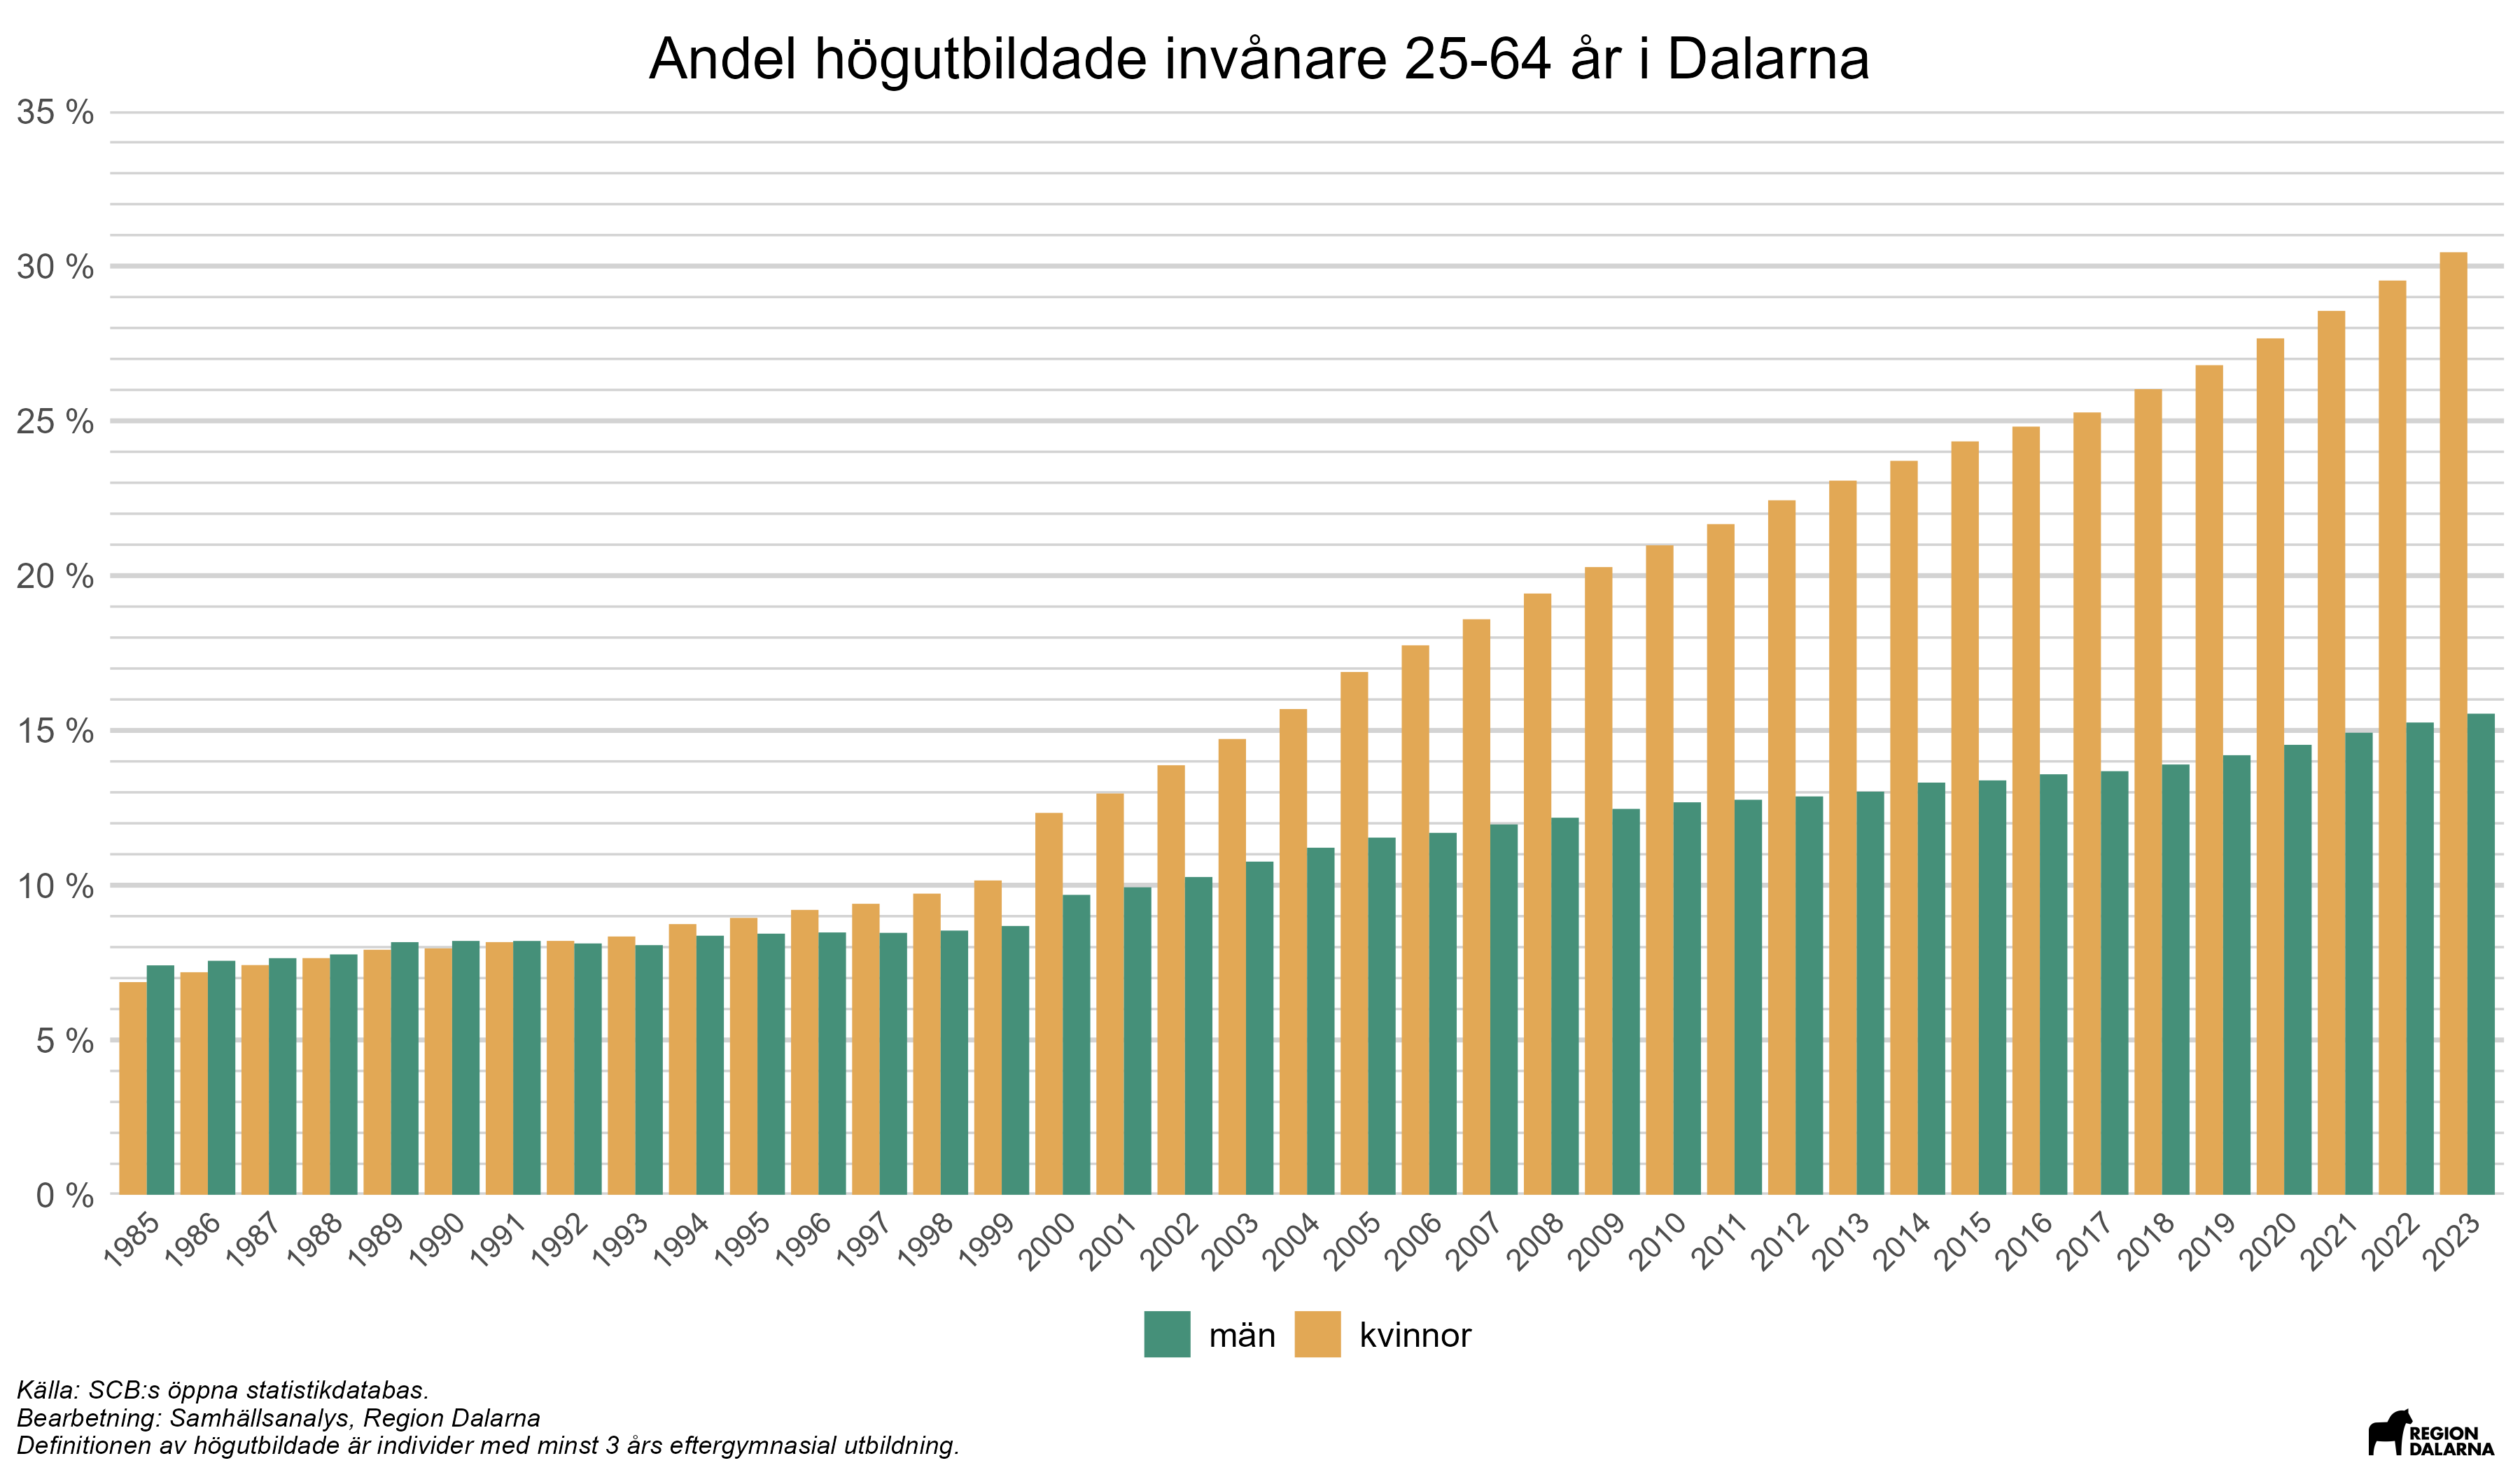 Andel högutbildade invånare 25-64 år i Dalarna
35 %
30 %
25 %
20 %
15 %
10 %
5 %
0 %
1985 1986 1987 1988 1989 1990 1991 1992 1993 1994 1995 1996 1997 1998 1999 2000 2001 2002 2003 2004 2005 2006 2007 2008 2009 2010 2011 2012 2013 2014 2015 2016 2017 2018 2019 2020 2021 2022 2023
män kvinnor
Källa: SCB:s öppna statistikdatabas.
Bearbetning: Samhällsanalys, Region Dalarna
Definitionen av högutbildade är individer med minst 3 års eftergymnasial utbildning.
REGION
DALARNA